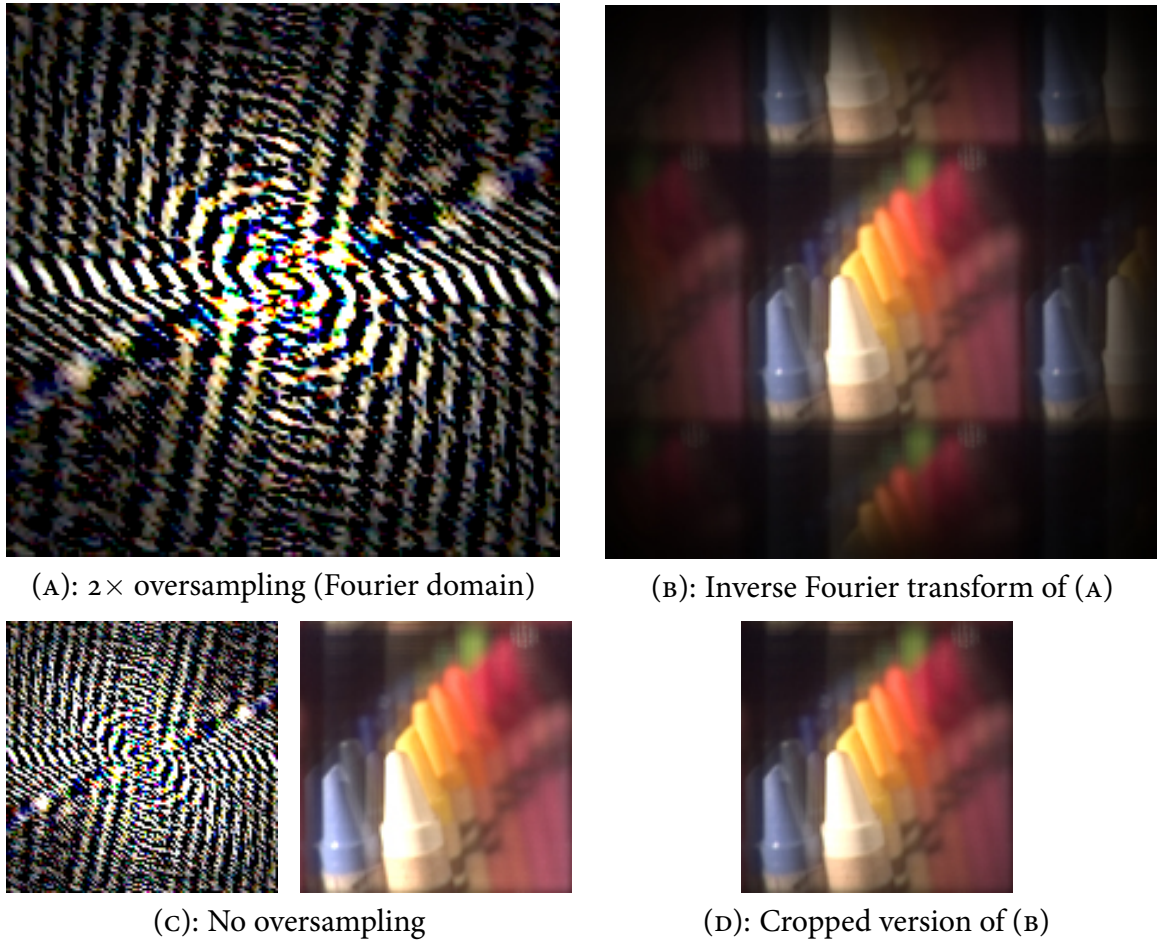 (A): 2× oversampling (Fourier domain)
(B): Inverse Fourier transform of (A)
(C): No oversampling
(D): Cropped version of (B)